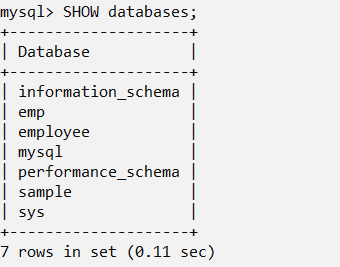 mysql> SHOW databases;
+--------------------+
| Database           |
+--------------------+
| information_schema |
| emp                |
| employee           |
| mysql              |
| performance_schema |
| sample             |
| sys                |
+--------------------+
7 rows in set (0.11 sec)